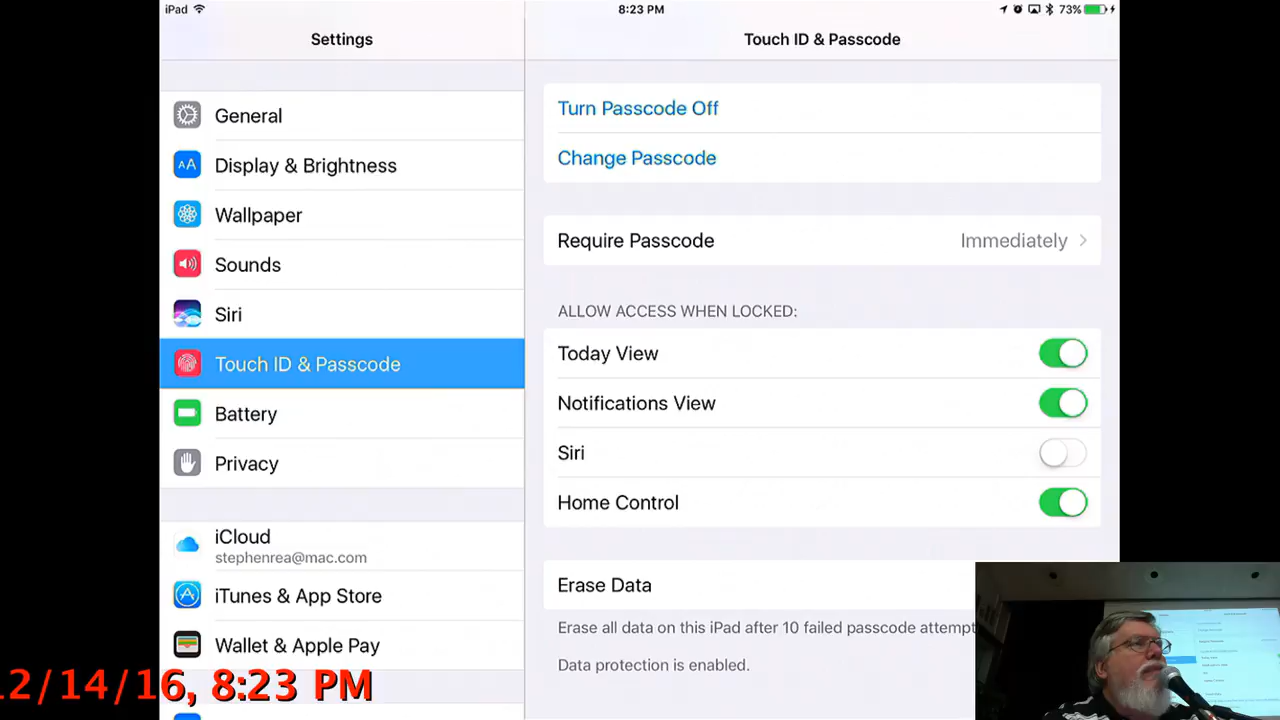 iPad
8:23 PM
73%
Settings
Touch ID & Passcode
General
Display & Brightness
Wallpaper
Sounds
Siri
Touch ID & Passcode
Battery
Privacy
iCloud
stephenrea@mac.com
iTunes & App Store
Wallet & Apple Pay
Turn Passcode Off
Change Passcode
Require Passcode
Immediately
ALLOW ACCESS WHEN LOCKED:
Today View
Notifications View
Siri
Home Control
Erase Data
Erase all data on this iPad after 10 failed passcode attempt
Data protection is enabled.
12/14/16, 8:23 PM